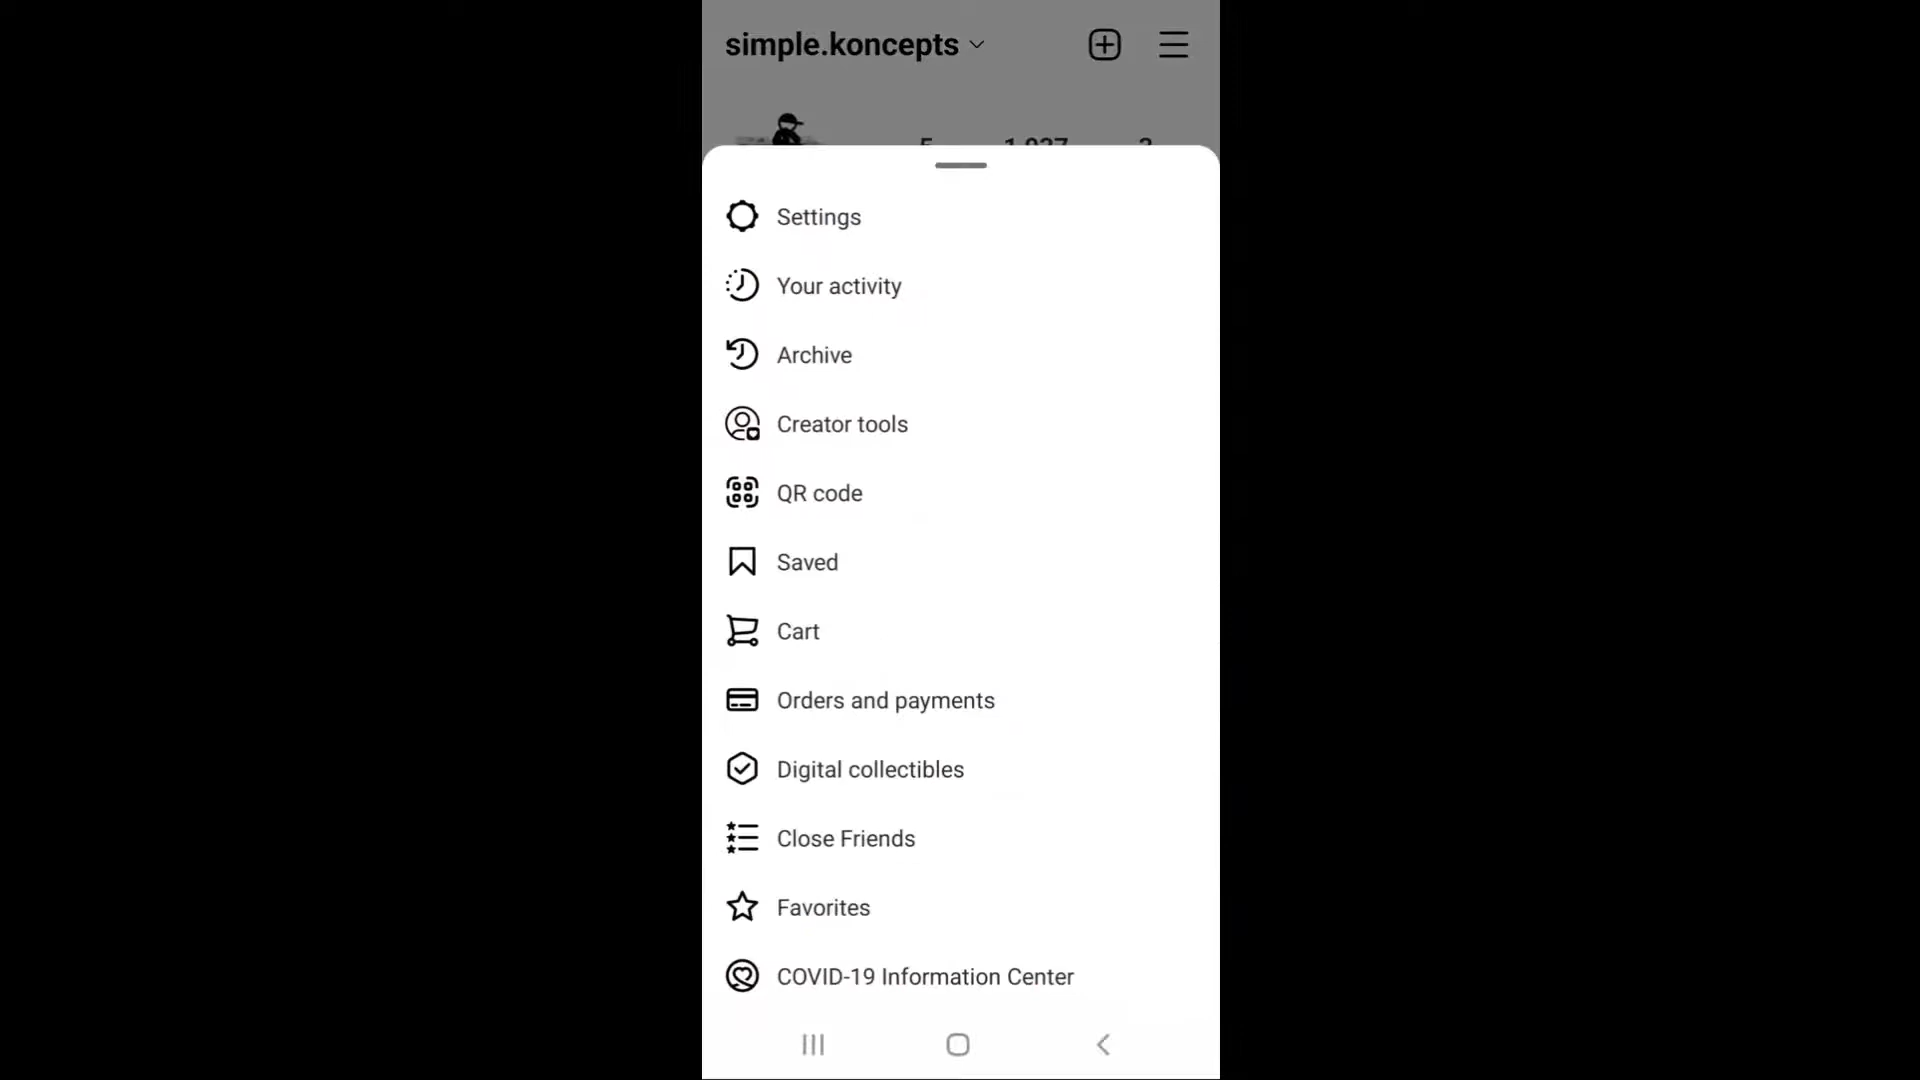 simple.koncepts
Settings
Your activity
Archive
Creator tools
QR code
Saved
Cart
Orders and payments
Digital collectibles
Close Friends
Favorites
COVID-19 Information Center